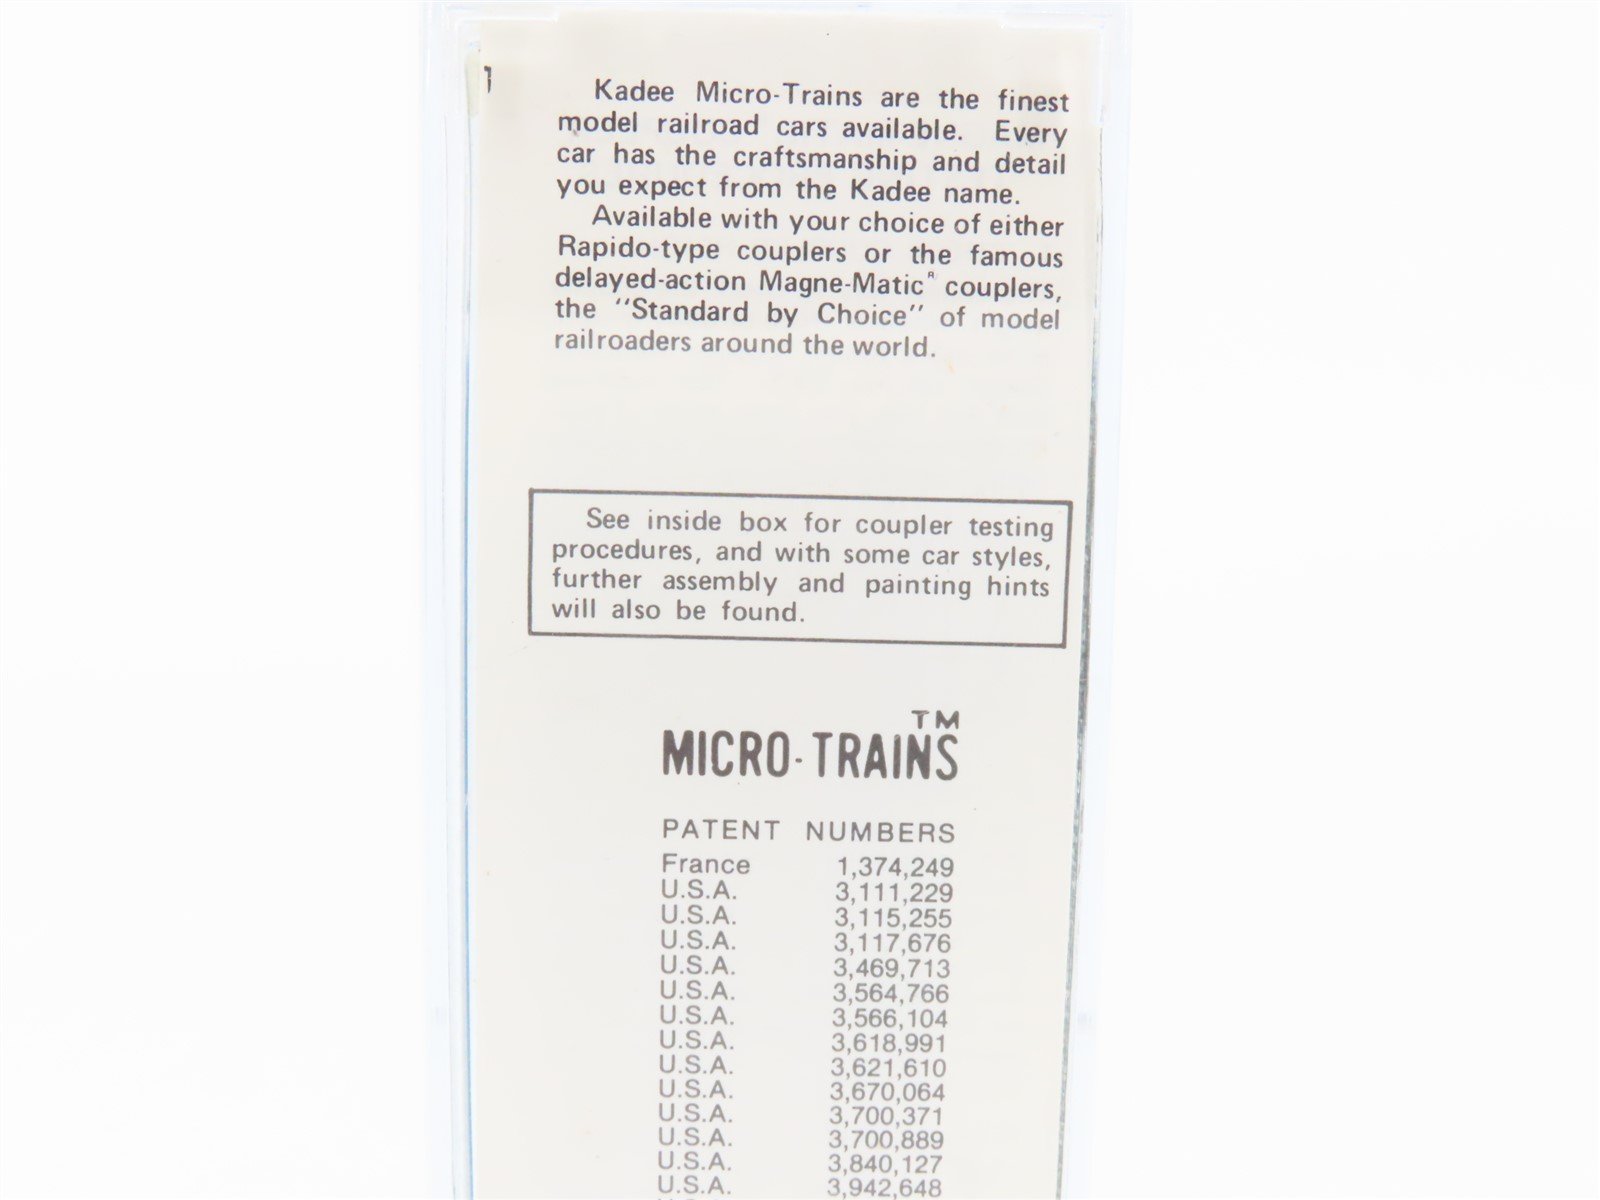 Kadee Micro-Trains are the finest
model railroad cars available. Every
car has the craftsmanship and detail
you expect from the Kadee name.
Available with your choice of either
Rapido-type couplers or the famous
delayed-action Magne-Matic® couplers,
the "Standard by Choice" of model
railroaders around the world.
See inside box for coupler testing
procedures, and with some car styles,
further assembly and painting hints
will also be found.
MICRO-TRAINS™
PATENT NUMBERS
France 1,374,249
U.S.A. 3,111,229
U.S.A. 3,115,255
U.S.A. 3,117,676
U.S.A. 3,469,713
U.S.A. 3,564,766
U.S.A. 3,566,104
U.S.A. 3,618,991
U.S.A. 3,621,610
U.S.A. 3,670,064
U.S.A. 3,700,371
U.S.A. 3,700,889
U.S.A. 3,840,127
U.S.A. 3,942,648